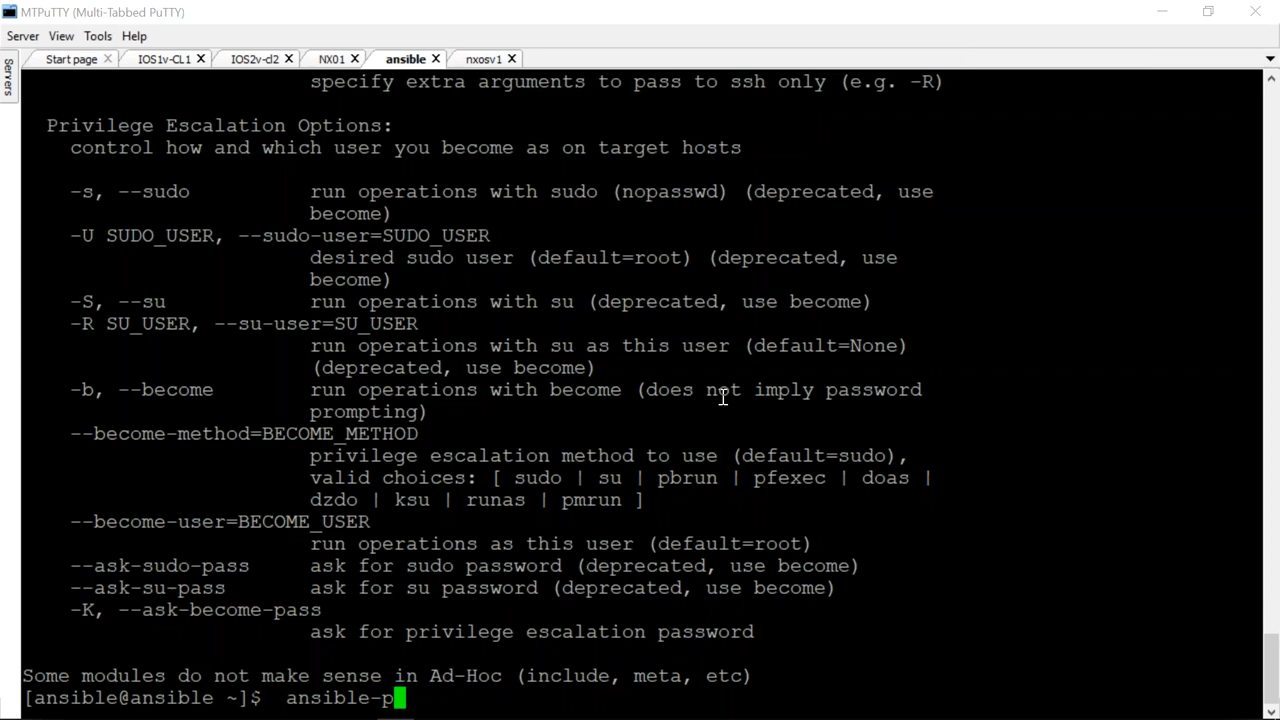 MTPuTTY (Multi-Tabbed PuTTY)
Server View Tools Help
Servers
Start page IOS1v-CL1 IOS2v-cl2 NX01 ansible nxosv1
specify extra arguments to pass to ssh only (e.g. -R)
Privilege Escalation Options:
control how and which user you become as on target hosts
-s, --sudo run operations with sudo (nopasswd) (deprecated, use
become)
-U SUDO_USER, --sudo-user=SUDO_USER
desired sudo user (default=root) (deprecated, use
become)
-S, --su run operations with su (deprecated, use become)
-R SU_USER, --su-user=SU_USER
run operations with su as this user (default=None)
(deprecated, use become)
-b, --become run operations with become (does not imply password
prompting)
--become-method=BECOME_METHOD
privilege escalation method to use (default=sudo),
valid choices: [ sudo | su | pbrun | pfexec | doas |
dzdo | ksu | runas | pmrun ]
--become-user=BECOME_USER
run operations as this user (default=root)
--ask-sudo-pass ask for sudo password (deprecated, use become)
--ask-su-pass ask for su password (deprecated, use become)
-K, --ask-become-pass
ask for privilege escalation password
Some modules do not make sense in Ad-Hoc (include, meta, etc)
[ansible@ansible ~]$ ansible-p